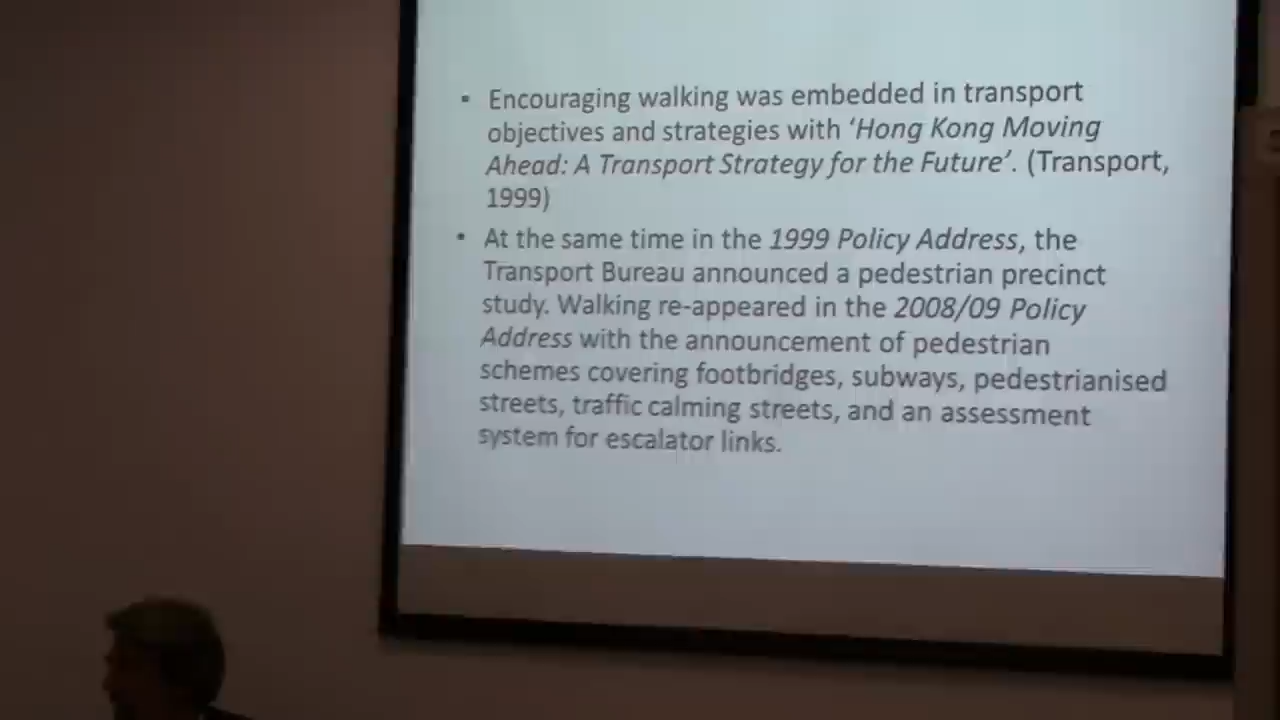 • Encouraging walking was embedded in transport
objectives and strategies with ‘Hong Kong Moving
Ahead: A Transport Strategy for the Future’. (Transport,
1999)
• At the same time in the 1999 Policy Address, the
Transport Bureau announced a pedestrian precinct
study. Walking re-appeared in the 2008/09 Policy
Address with the announcement of pedestrian
schemes covering footbridges, subways, pedestrianised
streets, traffic calming streets, and an assessment
system for escalator links.